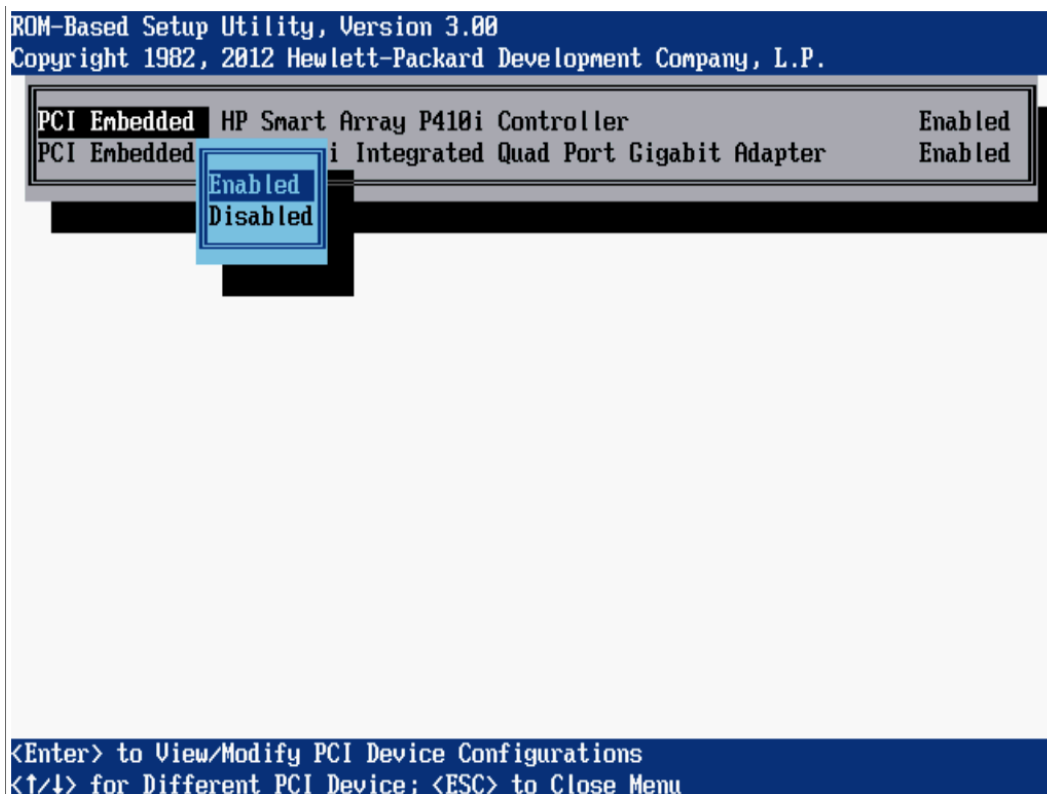 ROM-Based Setup Utility, Version 3.00
Copyright 1982, 2012 Hewlett-Packard Development Company, L.P.
PCI Embedded HP Smart Array P410i Controller Enabled
PCI Embedded i Integrated Quad Port Gigabit Adapter Enabled
Enabled
Disabled
<Enter> to View/Modify PCI Device Configurations
<↑/↓> for Different PCI Device; <ESC> to Close Menu